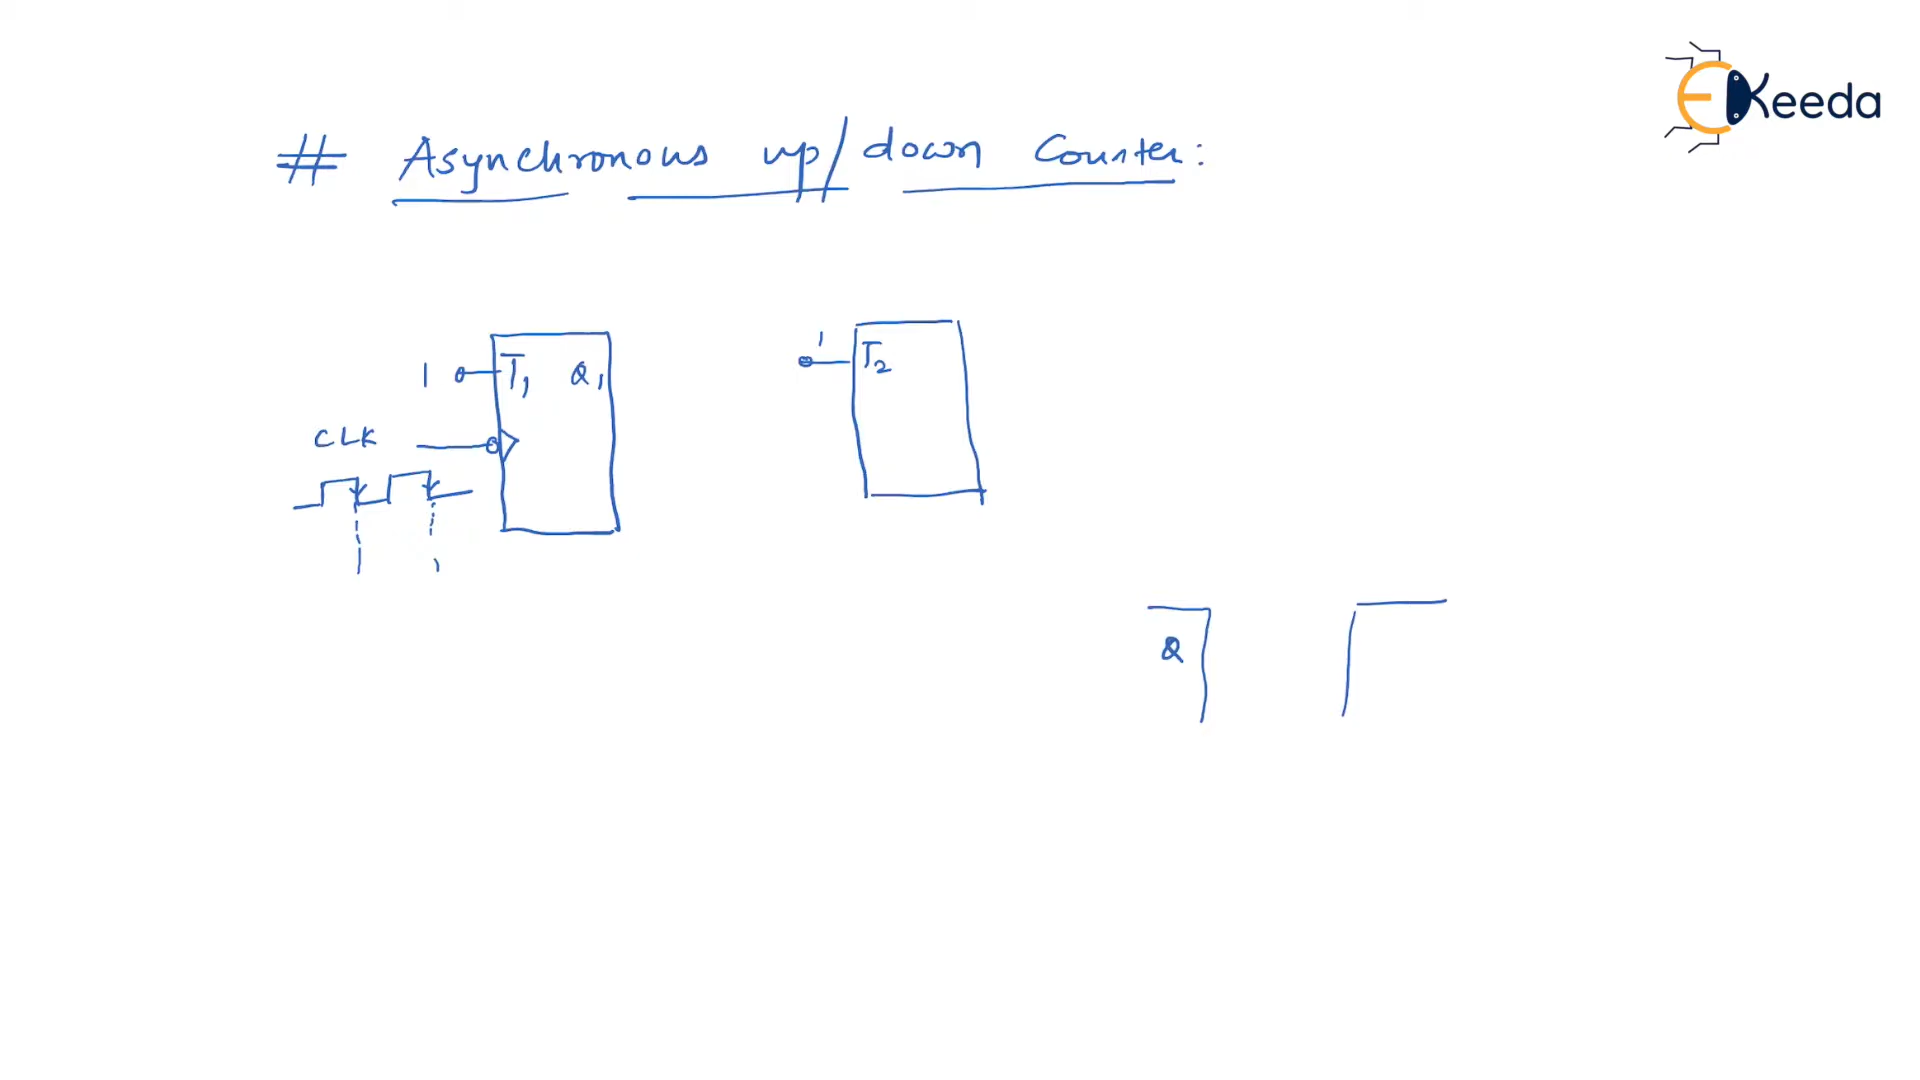 EKeeda
# Asynchronous up/down Counter:
1 T1 Q1
1 T2
CLK
Q